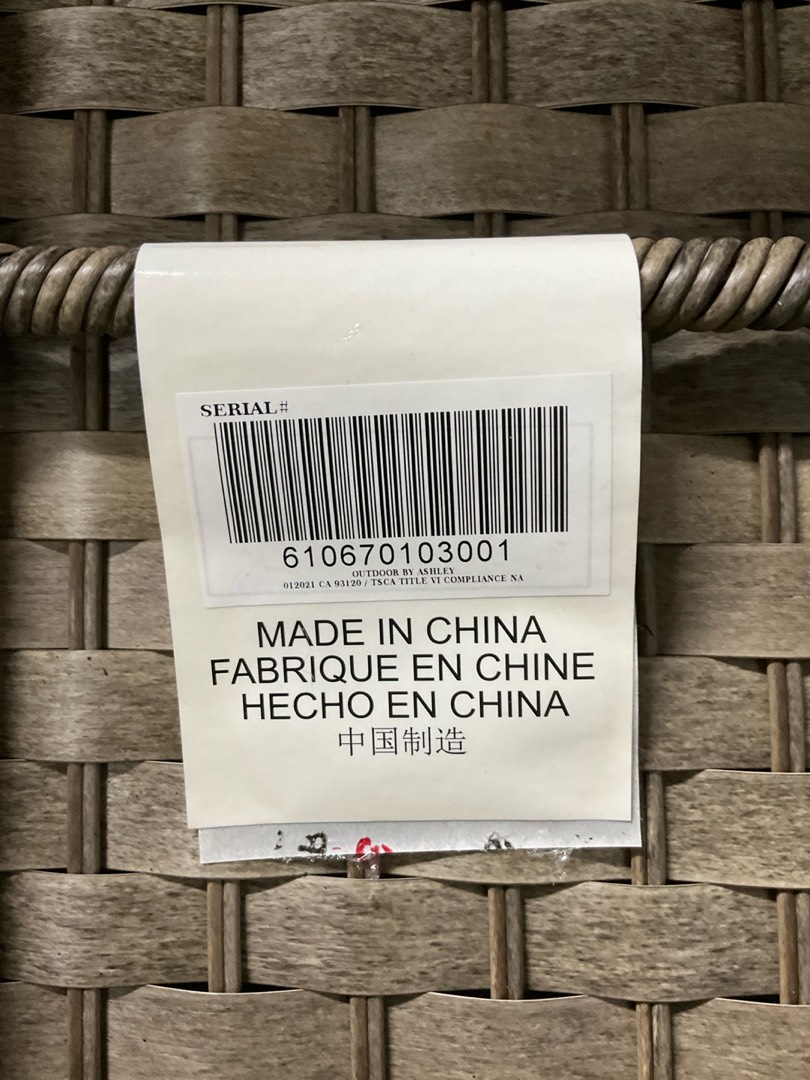 SERIAL#
610670103001
OUTDOOR BY ASHLEY
012021 CA 93120 / TSCA TITLE VI COMPLIANCE NA
MADE IN CHINA
FABRIQUE EN CHINE
HECHO EN CHINA
中国制造